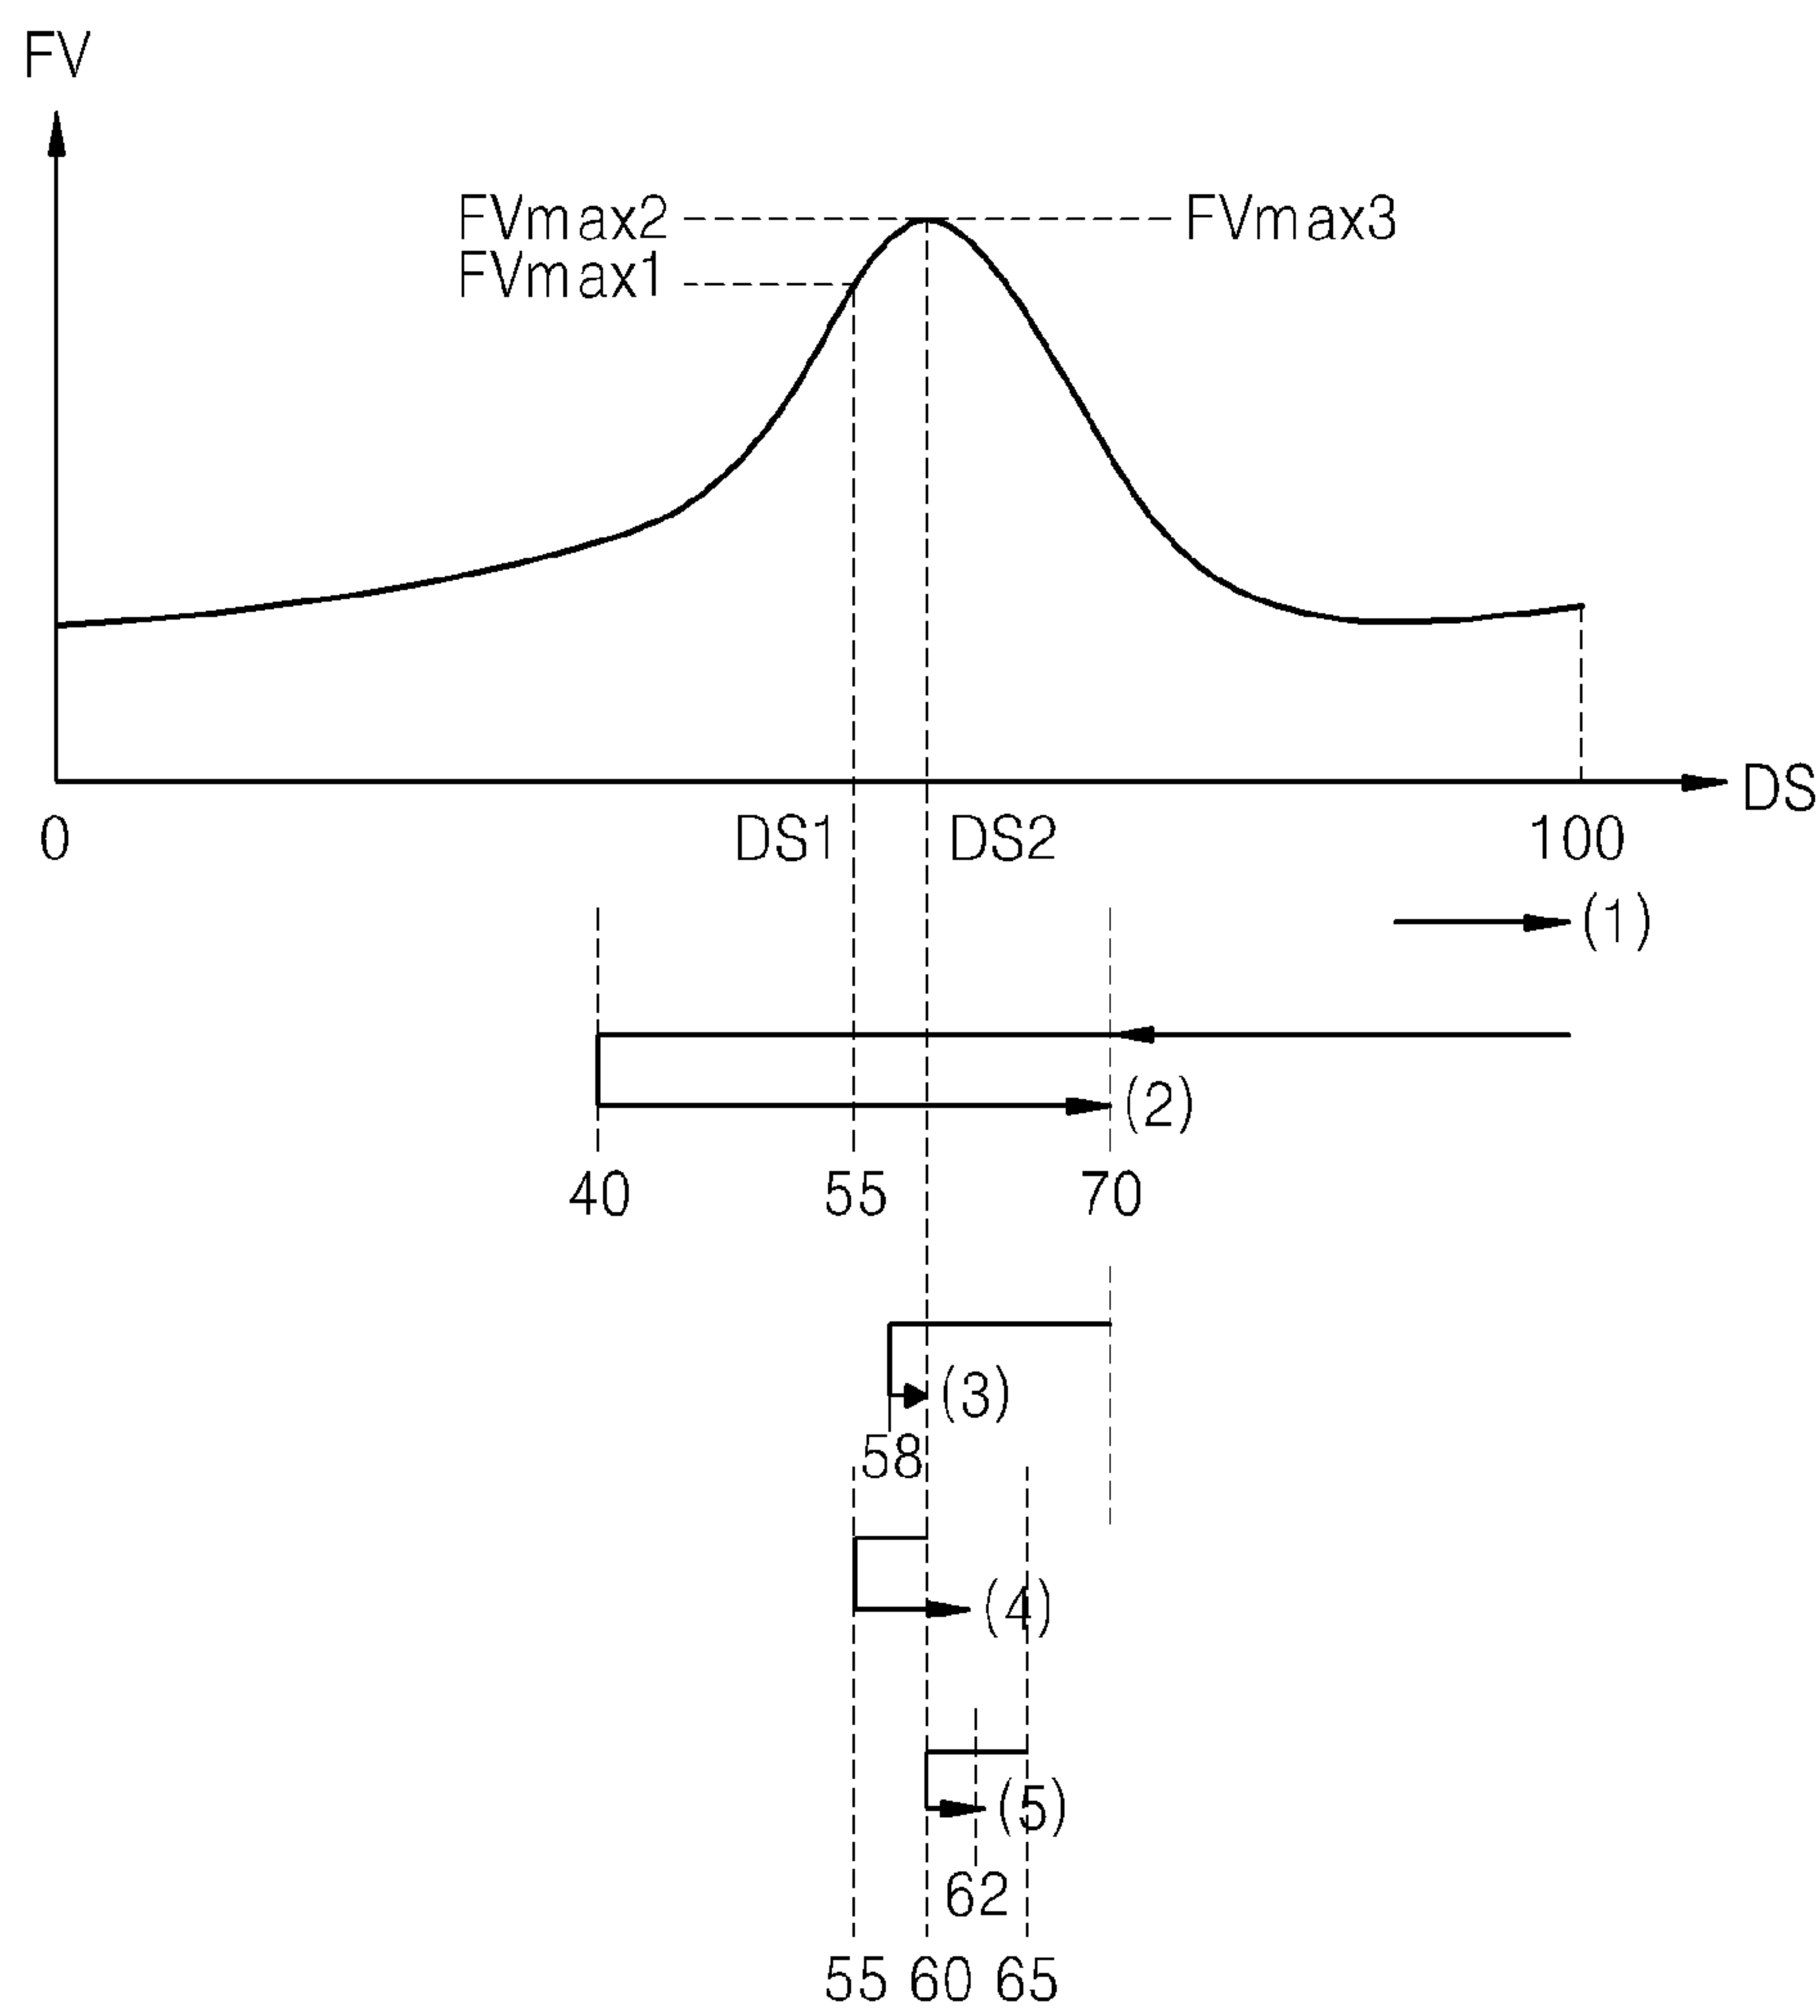 FV
FVmax2 FVmax3
FVmax1
DS
0 DS1 DS2 100
(1)
(2)
40 55 70
(3)
58
(4)
(5)
62
55 60 65